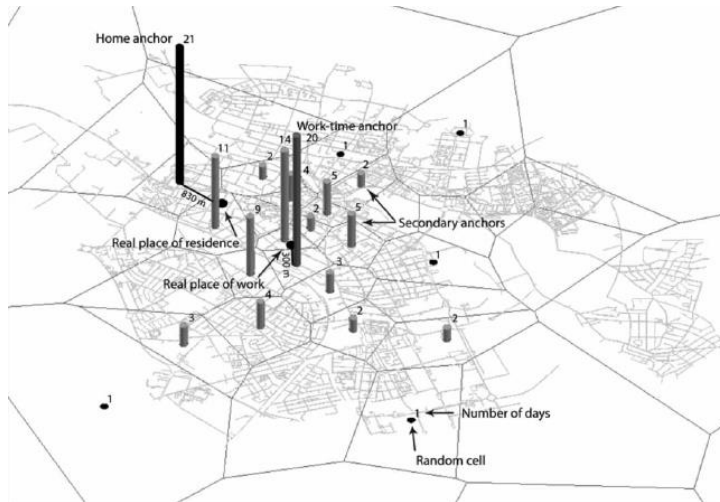 Home anchor 21
Work-time anchor
20
14
1
1
11
2
4
5
2
830 m
9
2
5
Secondary anchors
Real place of residence
300 m
Real place of work
3
1
4
3
2
2
1
1
Number of days
Random cell